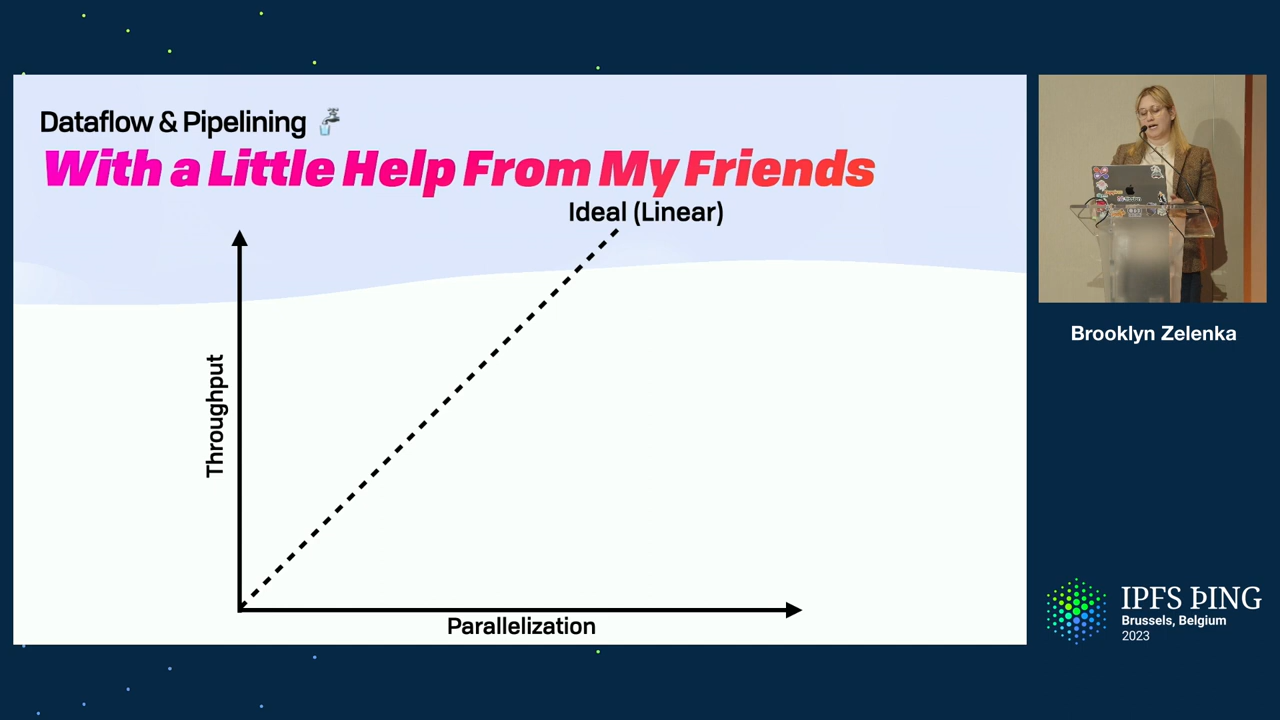 Dataflow & Pipelining
With a Little Help From My Friends
Ideal (Linear)
Throughput
Parallelization
Brooklyn Zelenka
IPFS ÞING
Brussels, Belgium
2023